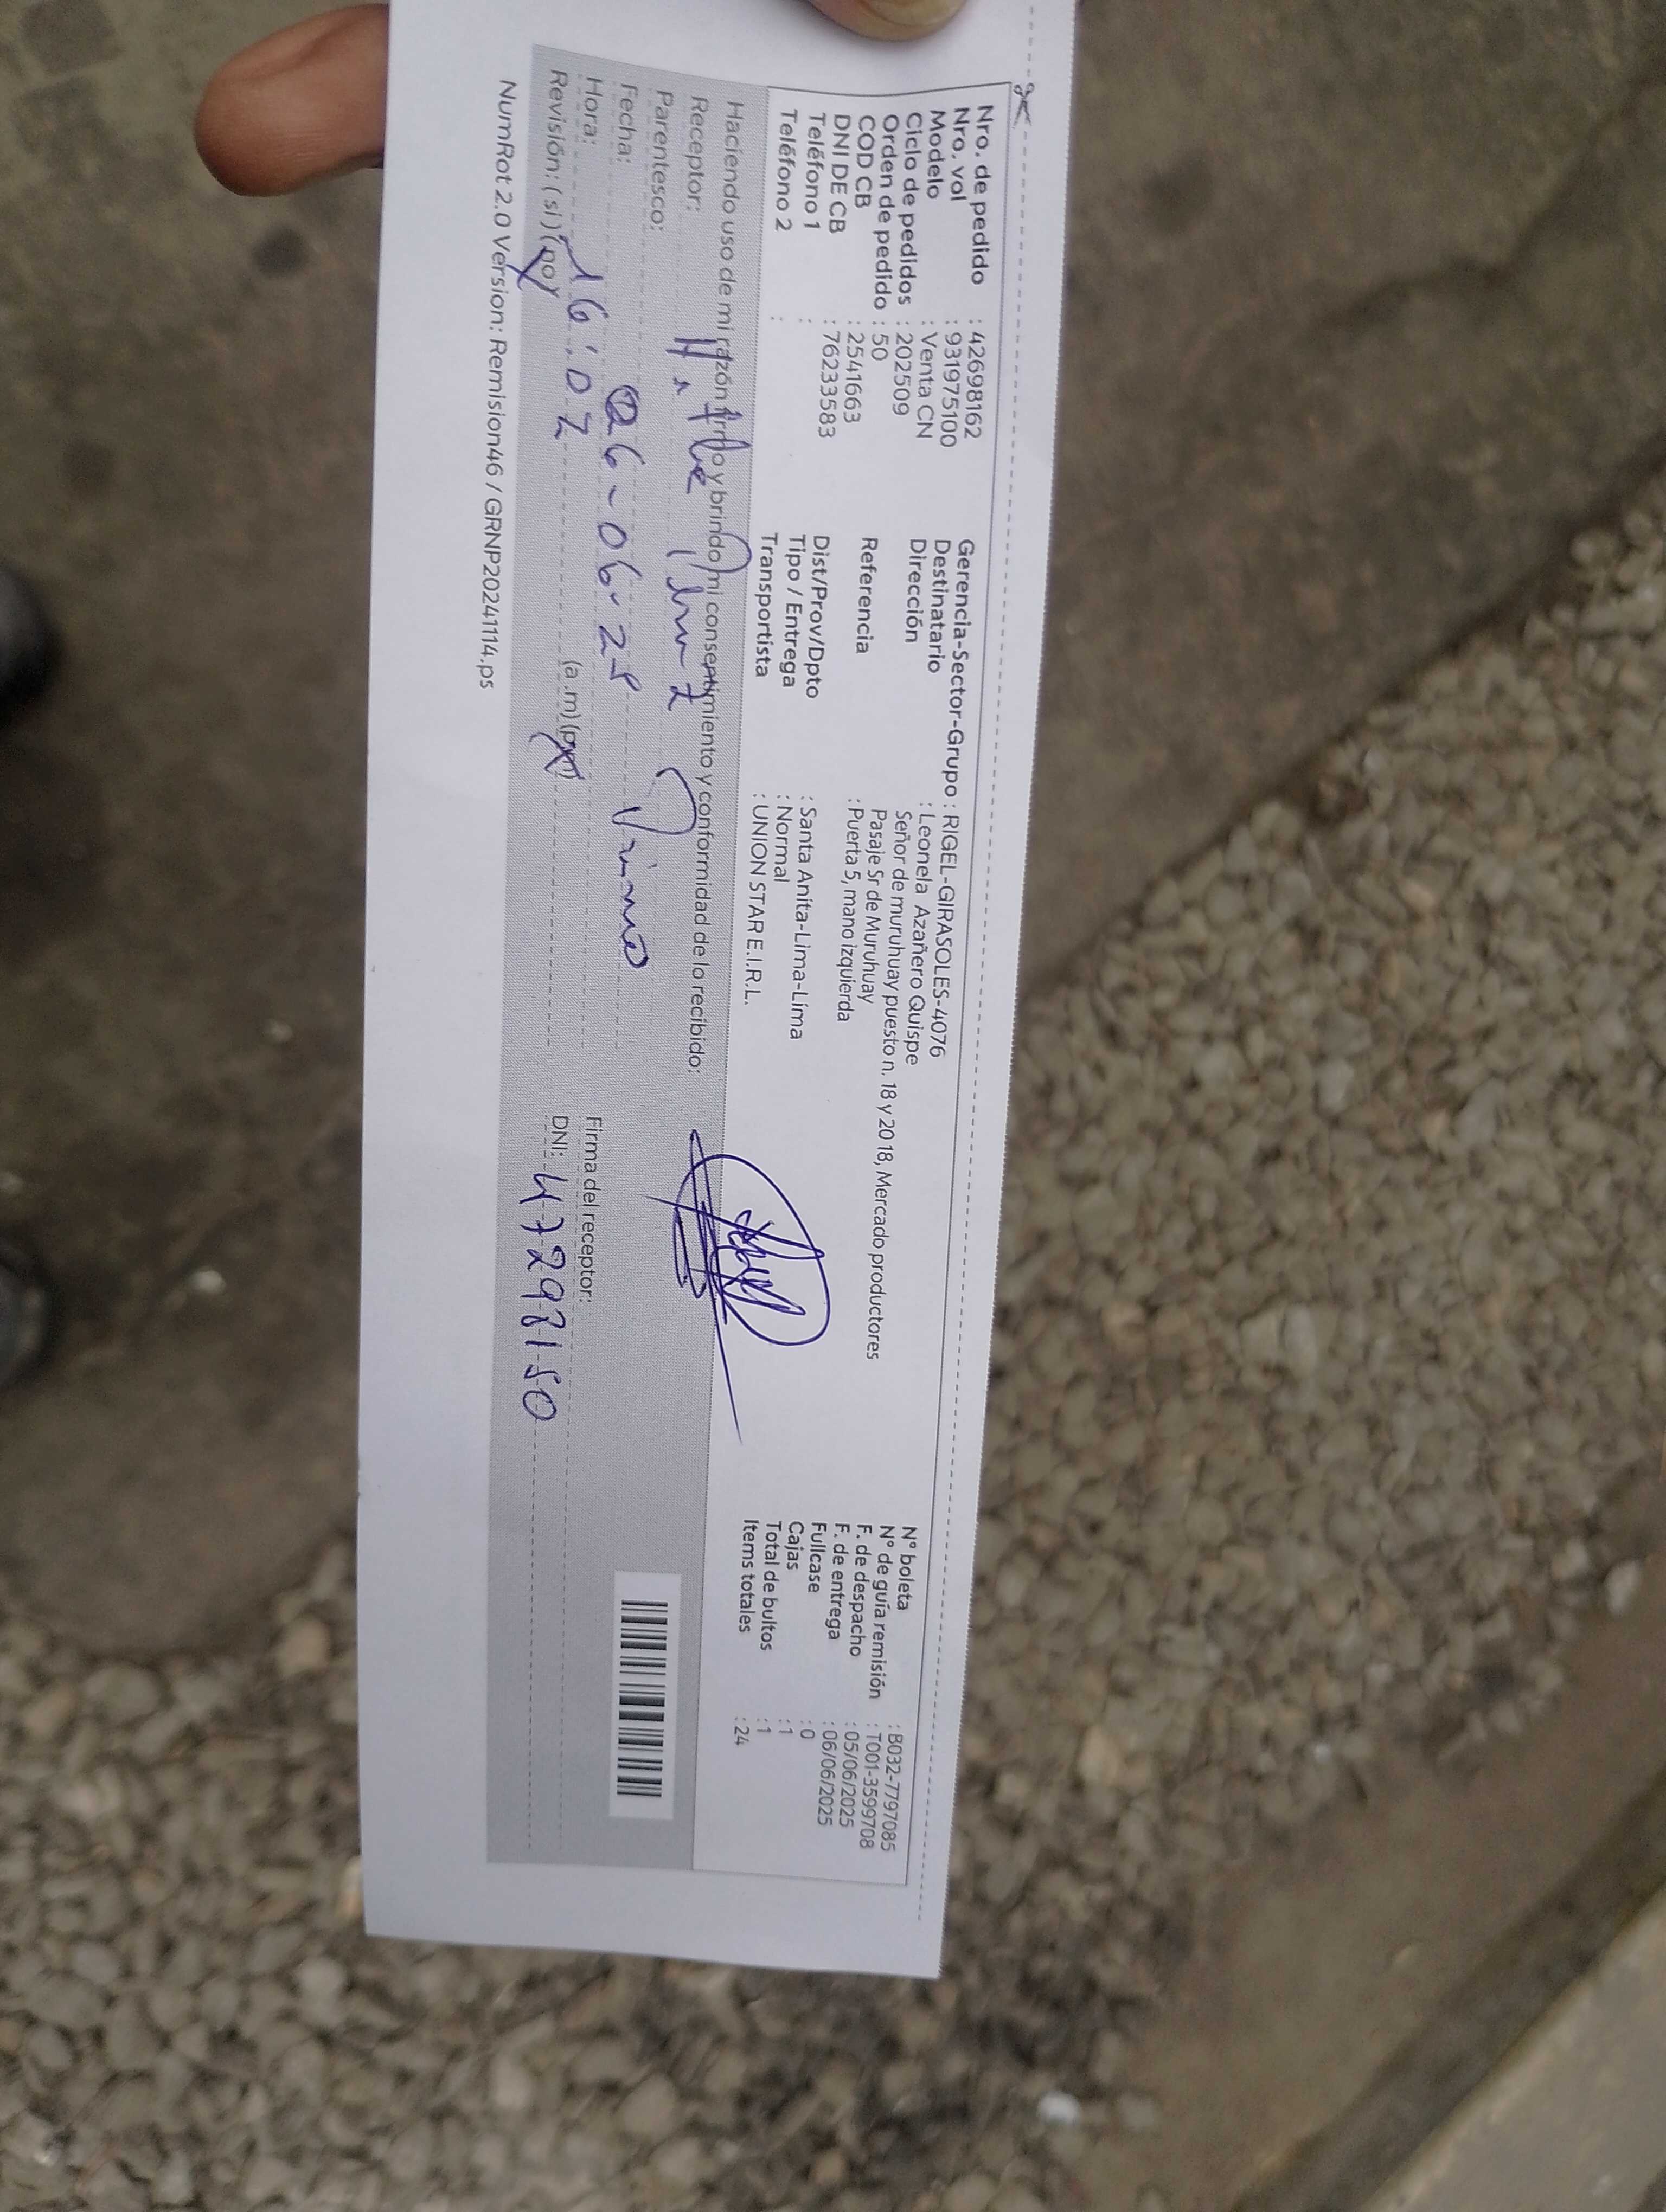 Nro. de pedido : 42698162
Nro. vol : 931975100
Modelo : Venta CN
Ciclo de pedidos : 202509
Orden de pedido : 50
COD CB : 2541663
DNI DE CB : 76233583
Teléfono 1 :
Teléfono 2 :
Gerencia-Sector-Grupo : RIGEL-GIRASOLES-4076
Destinatario : Leonela Azañero Quispe
Dirección Señor de muruhuay puesto n. 18 y 20 18, Mercado productores
Pasaje Sr de Muruhuay
Referencia : Puerta 5, mano izquierda
Dist/Prov/Dpto : Santa Anita-Lima-Lima
Tipo / Entrega : Normal
Transportista : UNION STAR E.I.R.L.
N° boleta : B032-7797085
N° de guía remisión : T001-3599708
F. de despacho : 05/06/2025
F. de entrega : 06/06/2025
Fullcase : 0
Cajas : 1
Total de bultos : 1
Items totales : 24
Haciendo uso de mi razón firmo y brindo mi consentimiento y conformidad de lo recibido:
Receptor:
Parentesco:
Fecha: 06-06-25
Hora: 16:07 (a.m) (p.m)
Revisión: (si) (no)
Firma del receptor:
DNI: 47298150
NumRot 2.0 Version: Remision46 / GRNP20241114.ps